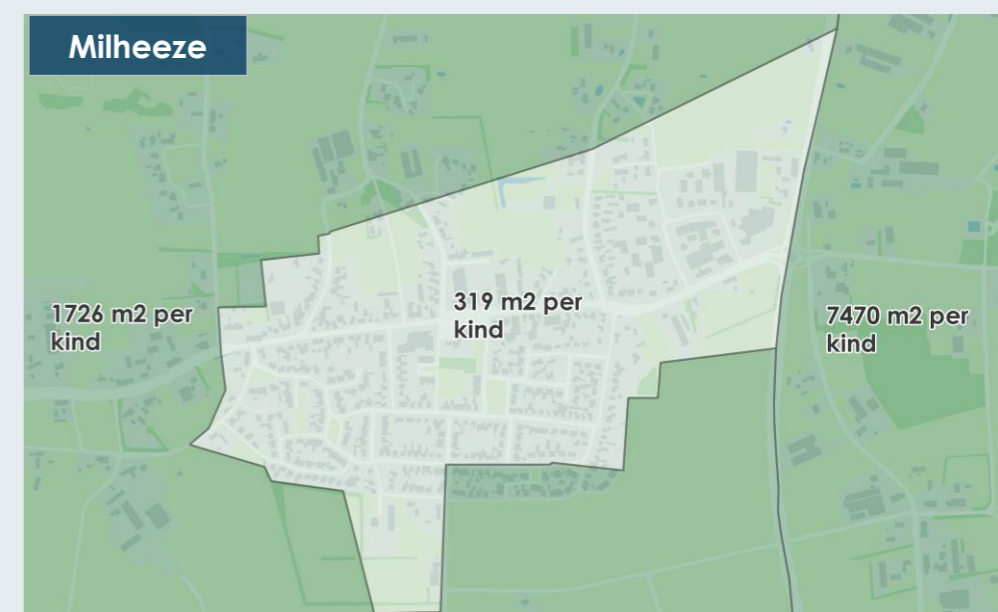 Milheeze
1726 m2 per
kind
319 m2 per
kind
7470 m2 per
kind